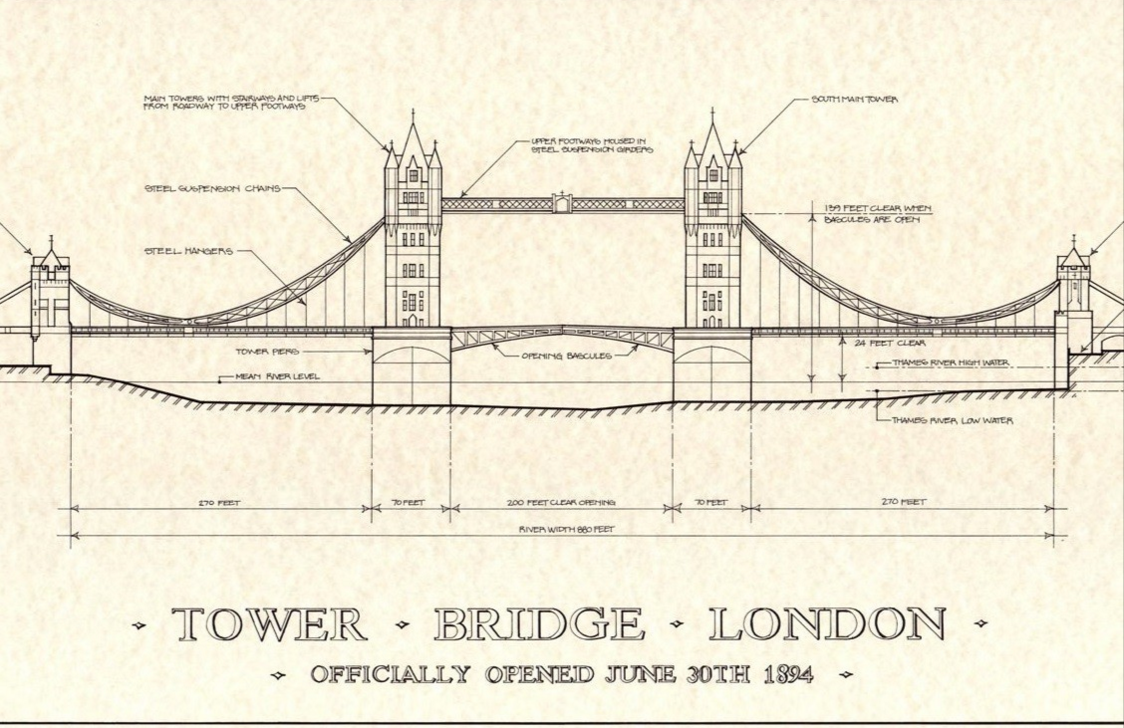 MAIN TOWERS WITH STAIRWAYS AND LIFTS
FROM ROADWAY TO UPPER FOOTWAYS
SOUTH MAIN TOWER
UPPER FOOTWAYS HOUSED IN
STEEL SUSPENSION GIRDERS
STEEL SUSPENSION CHAINS
139 FEET CLEAR WHEN
BASCULES ARE OPEN
STEEL HANGERS
24 FEET CLEAR
TOWER PIERS
OPENING BASCULES
THAMES RIVER HIGH WATER
MEAN RIVER LEVEL
THAMES RIVER LOW WATER
270 FEET
70 FEET
200 FEET CLEAR OPENING
70 FEET
270 FEET
RIVER WIDTH 880 FEET
TOWER BRIDGE LONDON
OFFICIALLY OPENED JUNE 30TH 1894